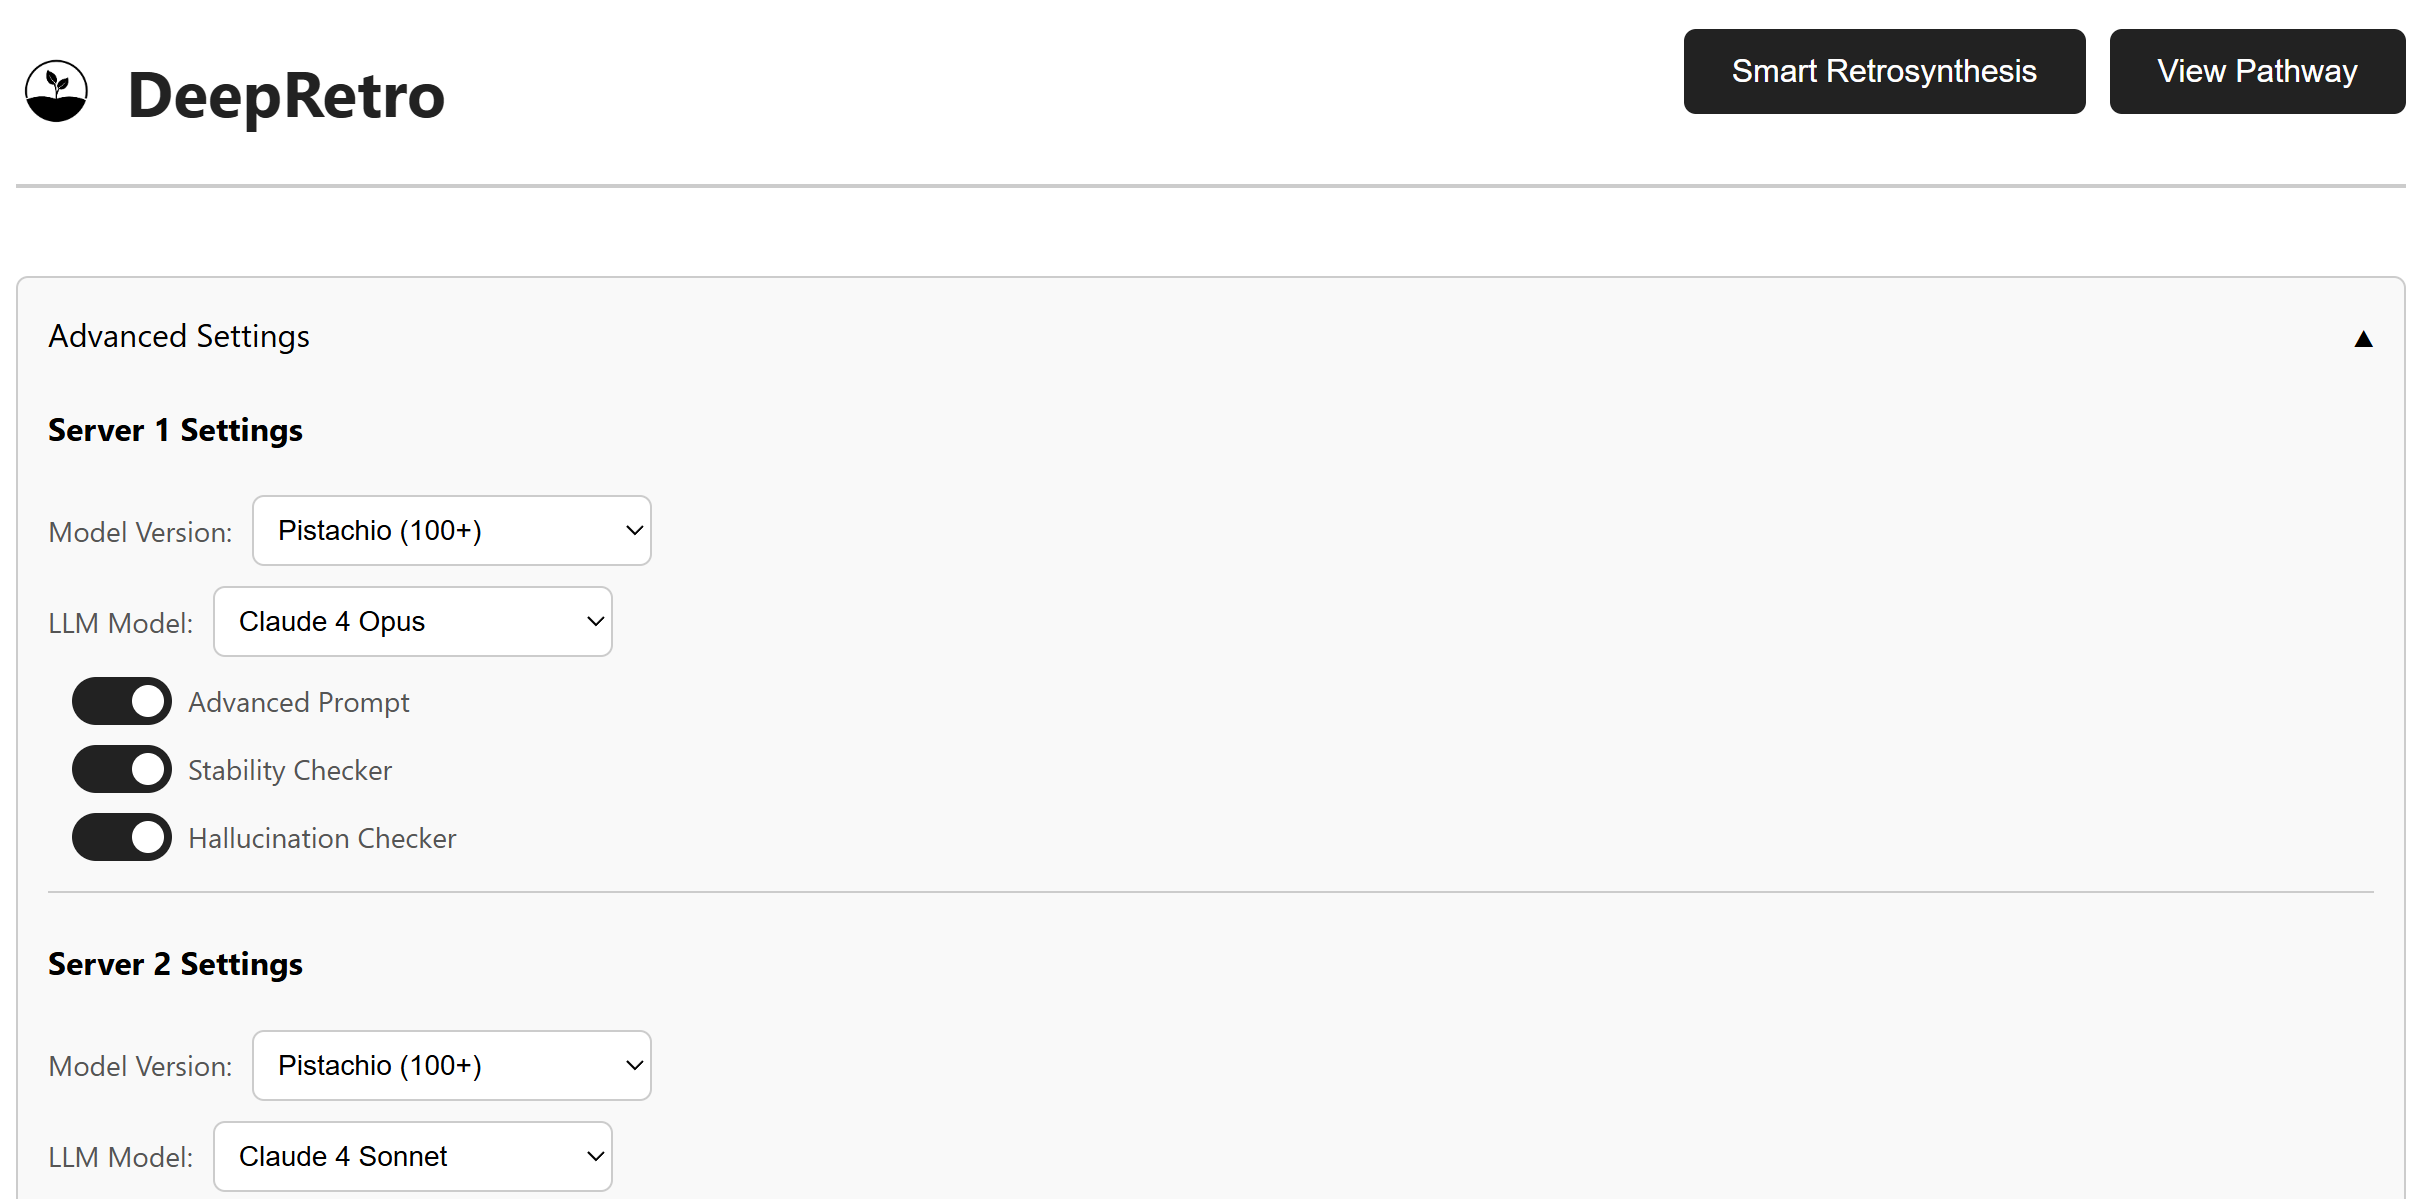 DeepRetro
Smart Retrosynthesis
View Pathway
Advanced Settings
Server 1 Settings
Model Version: Pistachio (100+)
LLM Model: Claude 4 Opus
Advanced Prompt
Stability Checker
Hallucination Checker
Server 2 Settings
Model Version: Pistachio (100+)
LLM Model: Claude 4 Sonnet